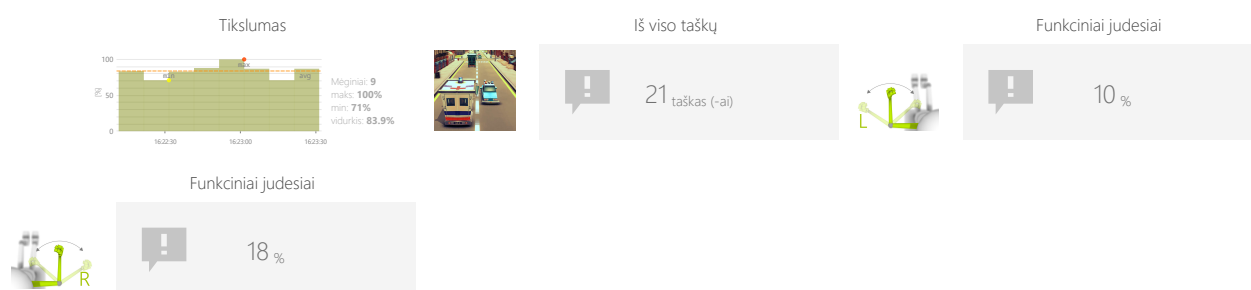 Tikslumas
100
50
0
(%)
min
max
avg
16:22:30
16:23:00
16:23:30
Mėginiai: 9
maks: 100%
min: 71%
vidurkis: 83.9%
Iš viso taškų
21 taškas (-ai)
Funkciniai judesiai
L
10 %
Funkciniai judesiai
R
18 %